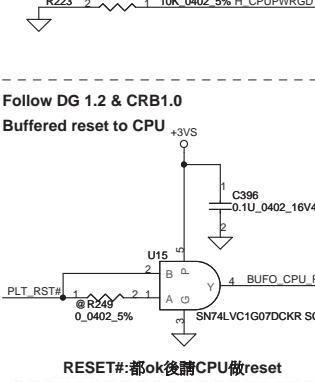 R223 2 1 10K_0402_5% H_CPUPWRGD
Follow DG 1.2 & CRB1.0
Buffered reset to CPU
+3VS
1
C396
0.1U_0402_16V4
2
U15
5
P
2 B
PLT_RST# 1 2 1 A
Y 4
G
3
@ R249
0_0402_5%
SN74LVC1G07DCKR
RESET#:都ok後請CPU做reset